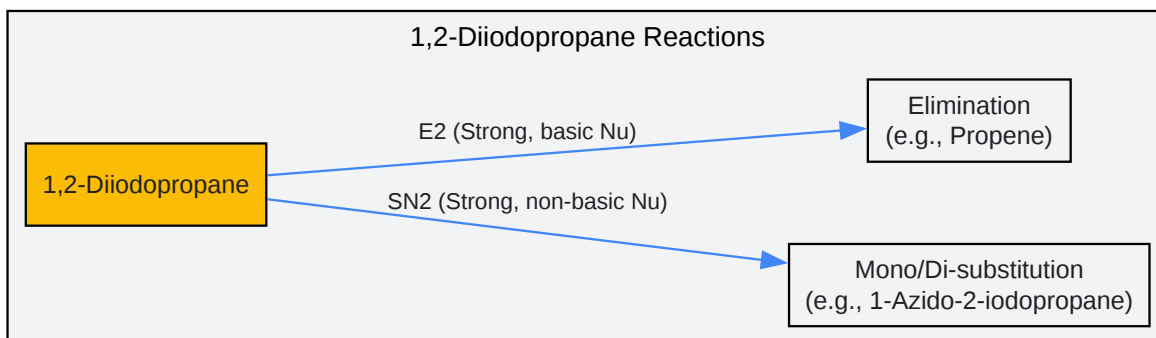 1,2-Diiodopropane Reactions
Elimination
(e.g., Propene)
E2 (Strong, basic Nu)
1,2-Diiodopropane
SN2 (Strong, non-basic Nu)
Mono/Di-substitution
(e.g., 1-Azido-2-iodopropane)